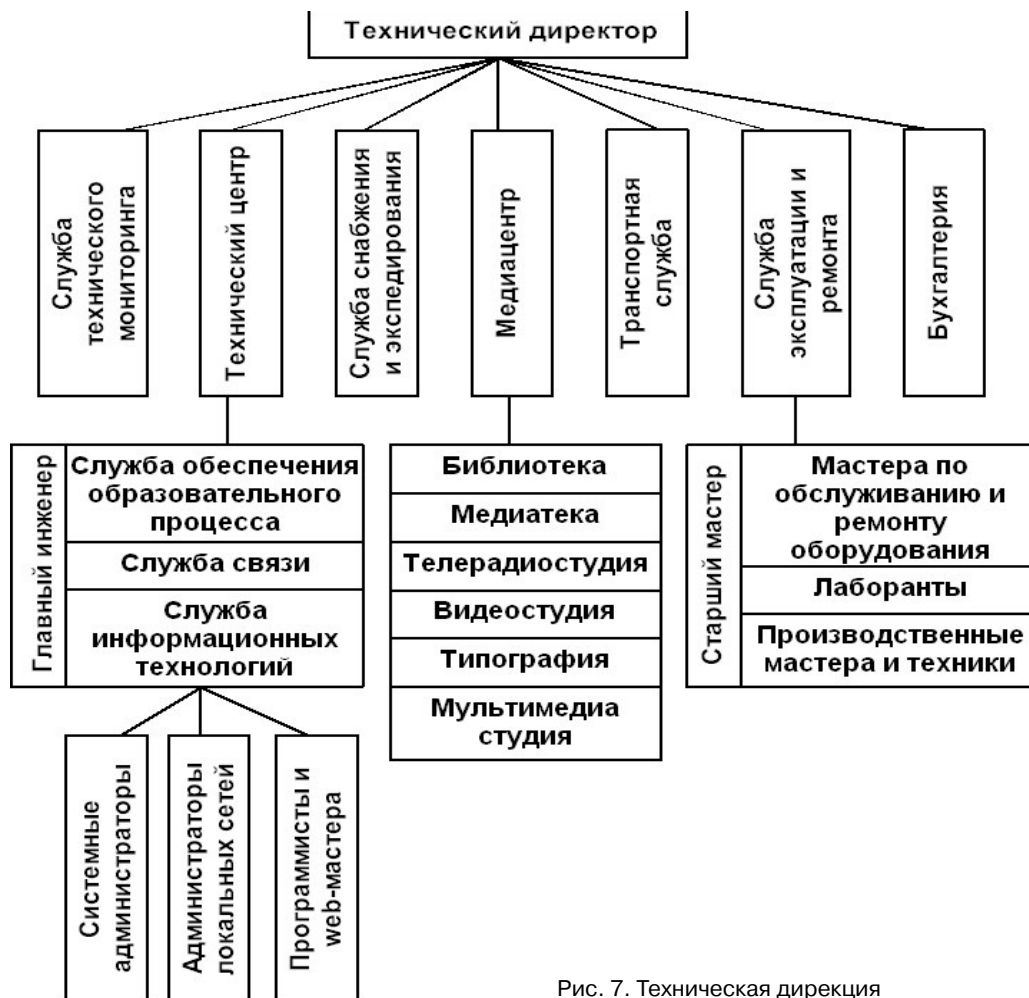 Технический директор
Служба
технического
мониторинга
Технический центр
Служба снабжения
и экспедирования
Медиацентр
Транспортная
служба
Служба
эксплуатации и
ремонта
Бухгалтерия
Главный инженер
Служба обеспечения
образовательного
процесса
Служба связи
Служба
информационных
технологий
Библиотека
Медиатека
Телерадиостудия
Видеостудия
Типография
Мультимедиа
студия
Старший мастер
Мастера по
обслуживанию и
ремонту
оборудования
Лаборанты
Производственные
мастера и техники
Системные
администраторы
Администраторы
локальных сетей
Программисты и
web-мастера
Рис. 7. Техническая дирекция